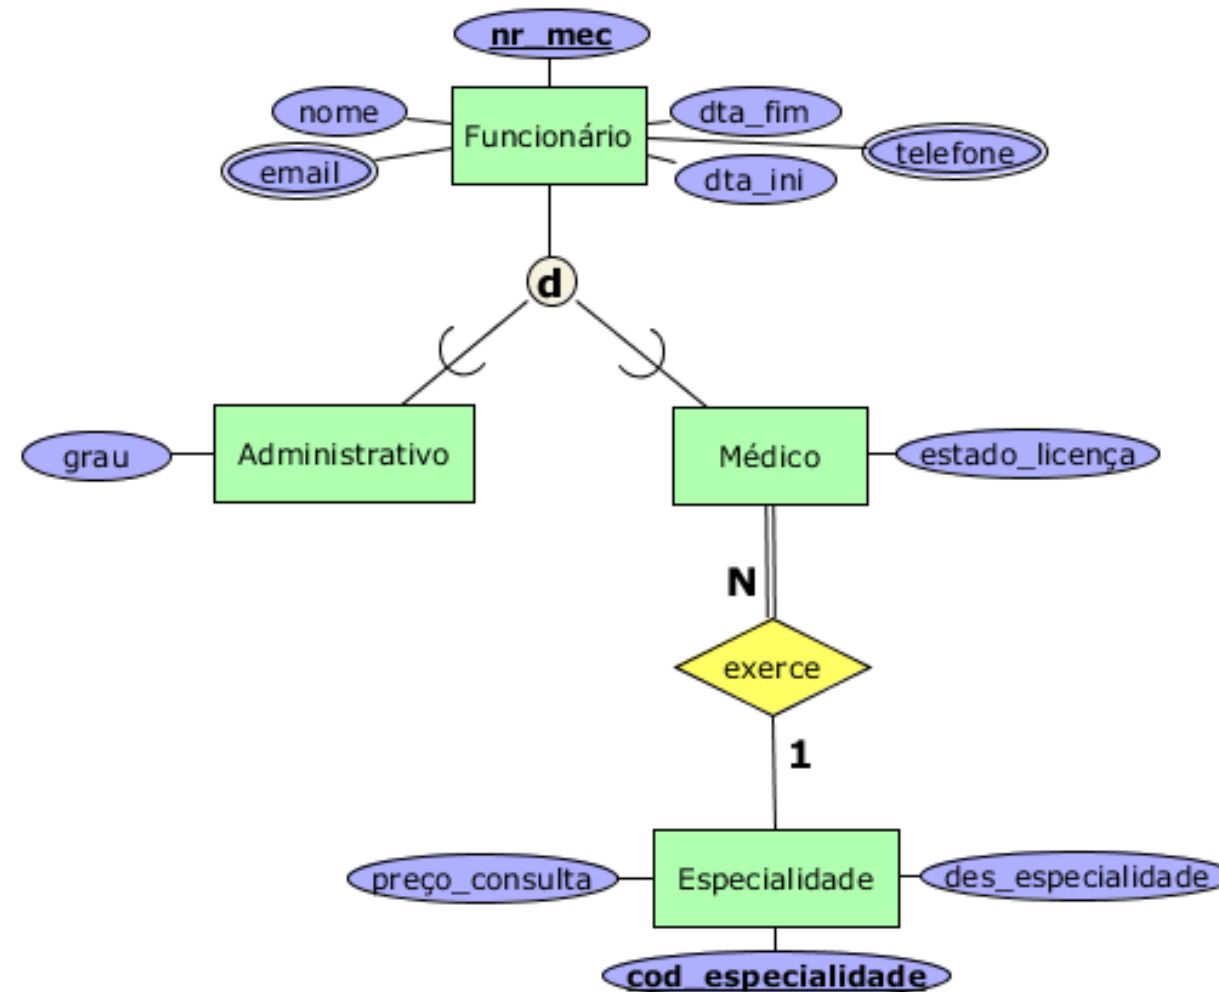 nr_mec
nome
Funcionário
dta_fim
email
telefone
dta_ini
d
grau
Administrativo
Médico
estado_licença
N
exerce
1
preço_consulta
Especialidade
des_especialidade
cod_especialidade